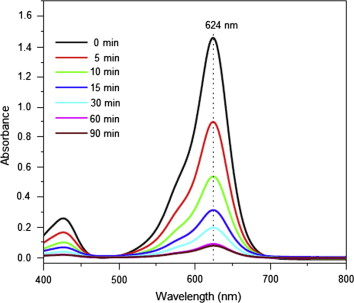 624 nm
0 min
5 min
10 min
15 min
30 min
60 min
90 min
Absorbance
1.6
1.4
1.2
1.0
0.8
0.6
0.4
0.2
0.0
400 500 600 700 800
Wavelength (nm)